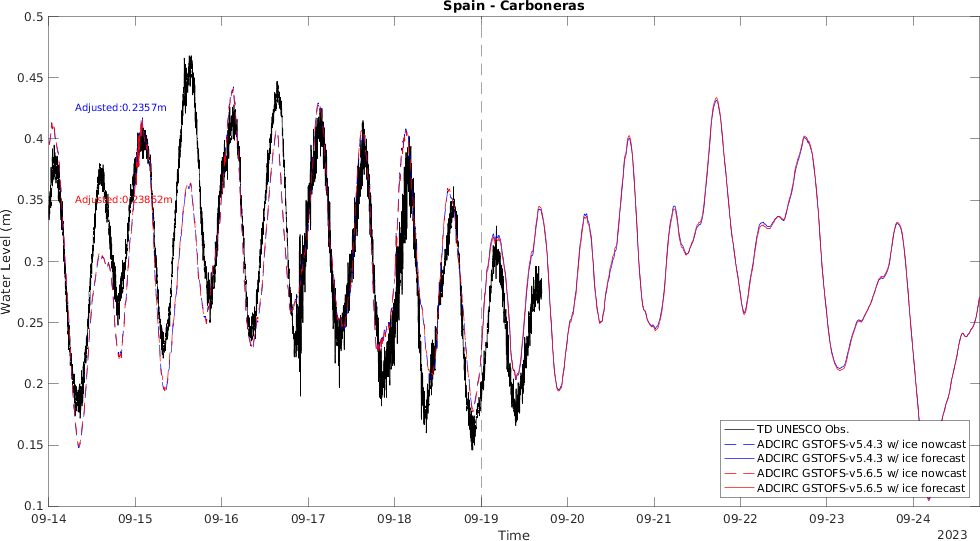 Spain - Carboneras
0.5
0.45
0.4
0.35
0.3
0.25
0.2
0.15
0.1
Water Level (m)
Adjusted:0.2357m
Adjusted:0.23852m
TD UNESCO Obs.
ADCIRC GSTOFS-v5.4.3 w/ ice nowcast
ADCIRC GSTOFS-v5.4.3 w/ ice forecast
ADCIRC GSTOFS-v5.6.5 w/ ice nowcast
ADCIRC GSTOFS-v5.6.5 w/ ice forecast
09-14 09-15 09-16 09-17 09-18 09-19 09-20 09-21 09-22 09-23 09-24
Time
2023